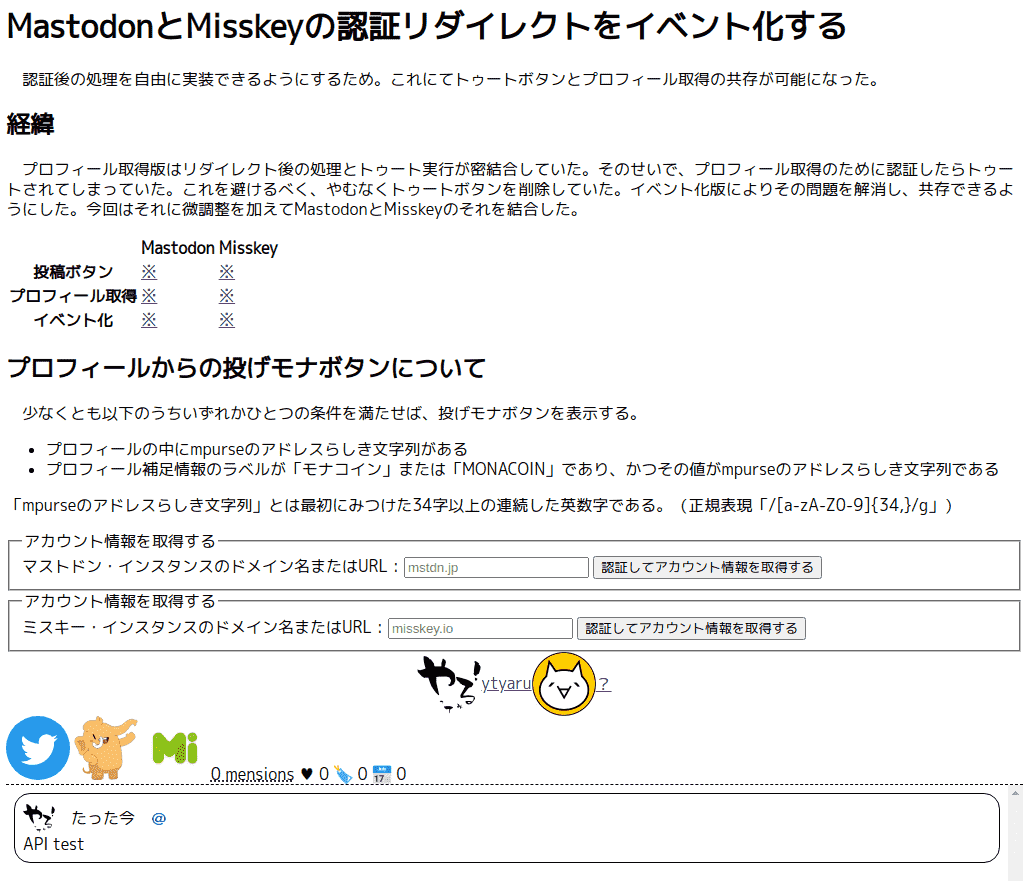 MastodonとMisskeyの認証リダイレクトをイベント化する
認証後の処理を自由に実装できるようにするため。これにてトゥートボタンとプロフィール取得の共存が可能になった。
経緯
プロフィール取得版はリダイレクト後の処理とトゥート実行が密結合していた。そのせいで、プロフィール取得のために認証したらトゥー
トされてしまっていた。これを避けるべく、やむなくトゥートボタンを削除していた。イベント化版によりその問題を解消し、共存できるよ
うにした。今回はそれに微調整を加えてMastodonとMisskeyのそれを結合した。
Mastodon Misskey
投稿ボタン ※ ※
プロフィール取得 ※ ※
イベント化 ※ ※
プロフィールからの投げモナボタンについて
少なくとも以下のうちいずれかひとつの条件を満たせば、投げモナボタンを表示する。
• プロフィールの中にmpurseのアドレスらしき文字列がある
• プロフィール補足情報のラベルが「モナコイン」または「MONACOIN」であり、かつその値がmpurseのアドレスらしき文字列である
「mpurseのアドレスらしき文字列」とは最初にみつけた34字以上の連続した英数字である。（正規表現「/[a-zA-Z0-9]{34,}/g」）
アカウント情報を取得する
マストドン・インスタンスのドメイン名またはURL： mstdn.jp 認証してアカウント情報を取得する
アカウント情報を取得する
ミスキー・インスタンスのドメイン名またはURL： misskey.io 認証してアカウント情報を取得する
やる! ytyaru ？
Mi 0 mensions ♥ 0 0 July 17 0
やる! たった今 @
API test